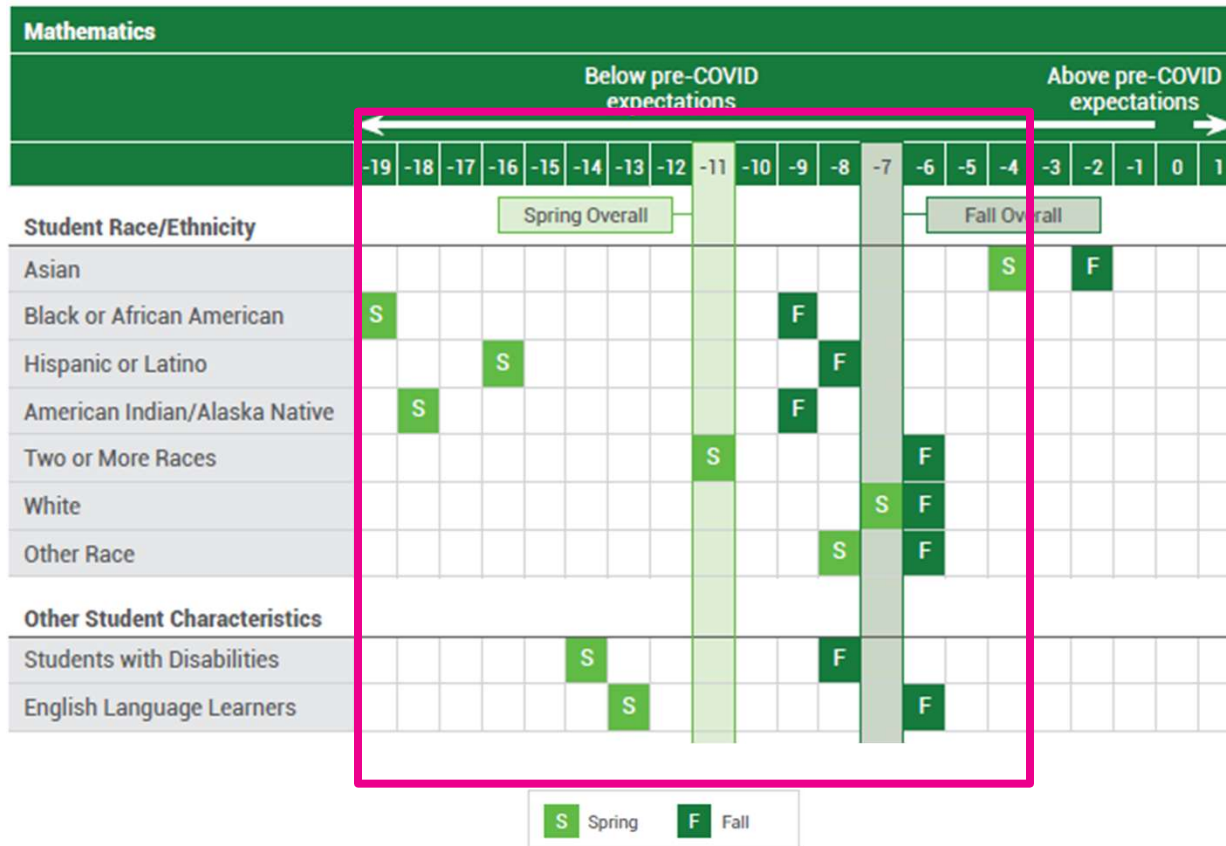 Mathematics
Below pre-COVID
expectations
Above pre-COVID
expectations
-19 -18 -17 -16 -15 -14 -13 -12 -11 -10 -9 -8 -7 -6 -5 -4 -3 -2 -1 0 1
Student Race/Ethnicity
Spring Overall
Fall Overall
Asian S F
Black or African American S F
Hispanic or Latino S F
American Indian/Alaska Native S F
Two or More Races S F
White S F
Other Race S F
Other Student Characteristics
Students with Disabilities S F
English Language Learners S F
S Spring F Fall